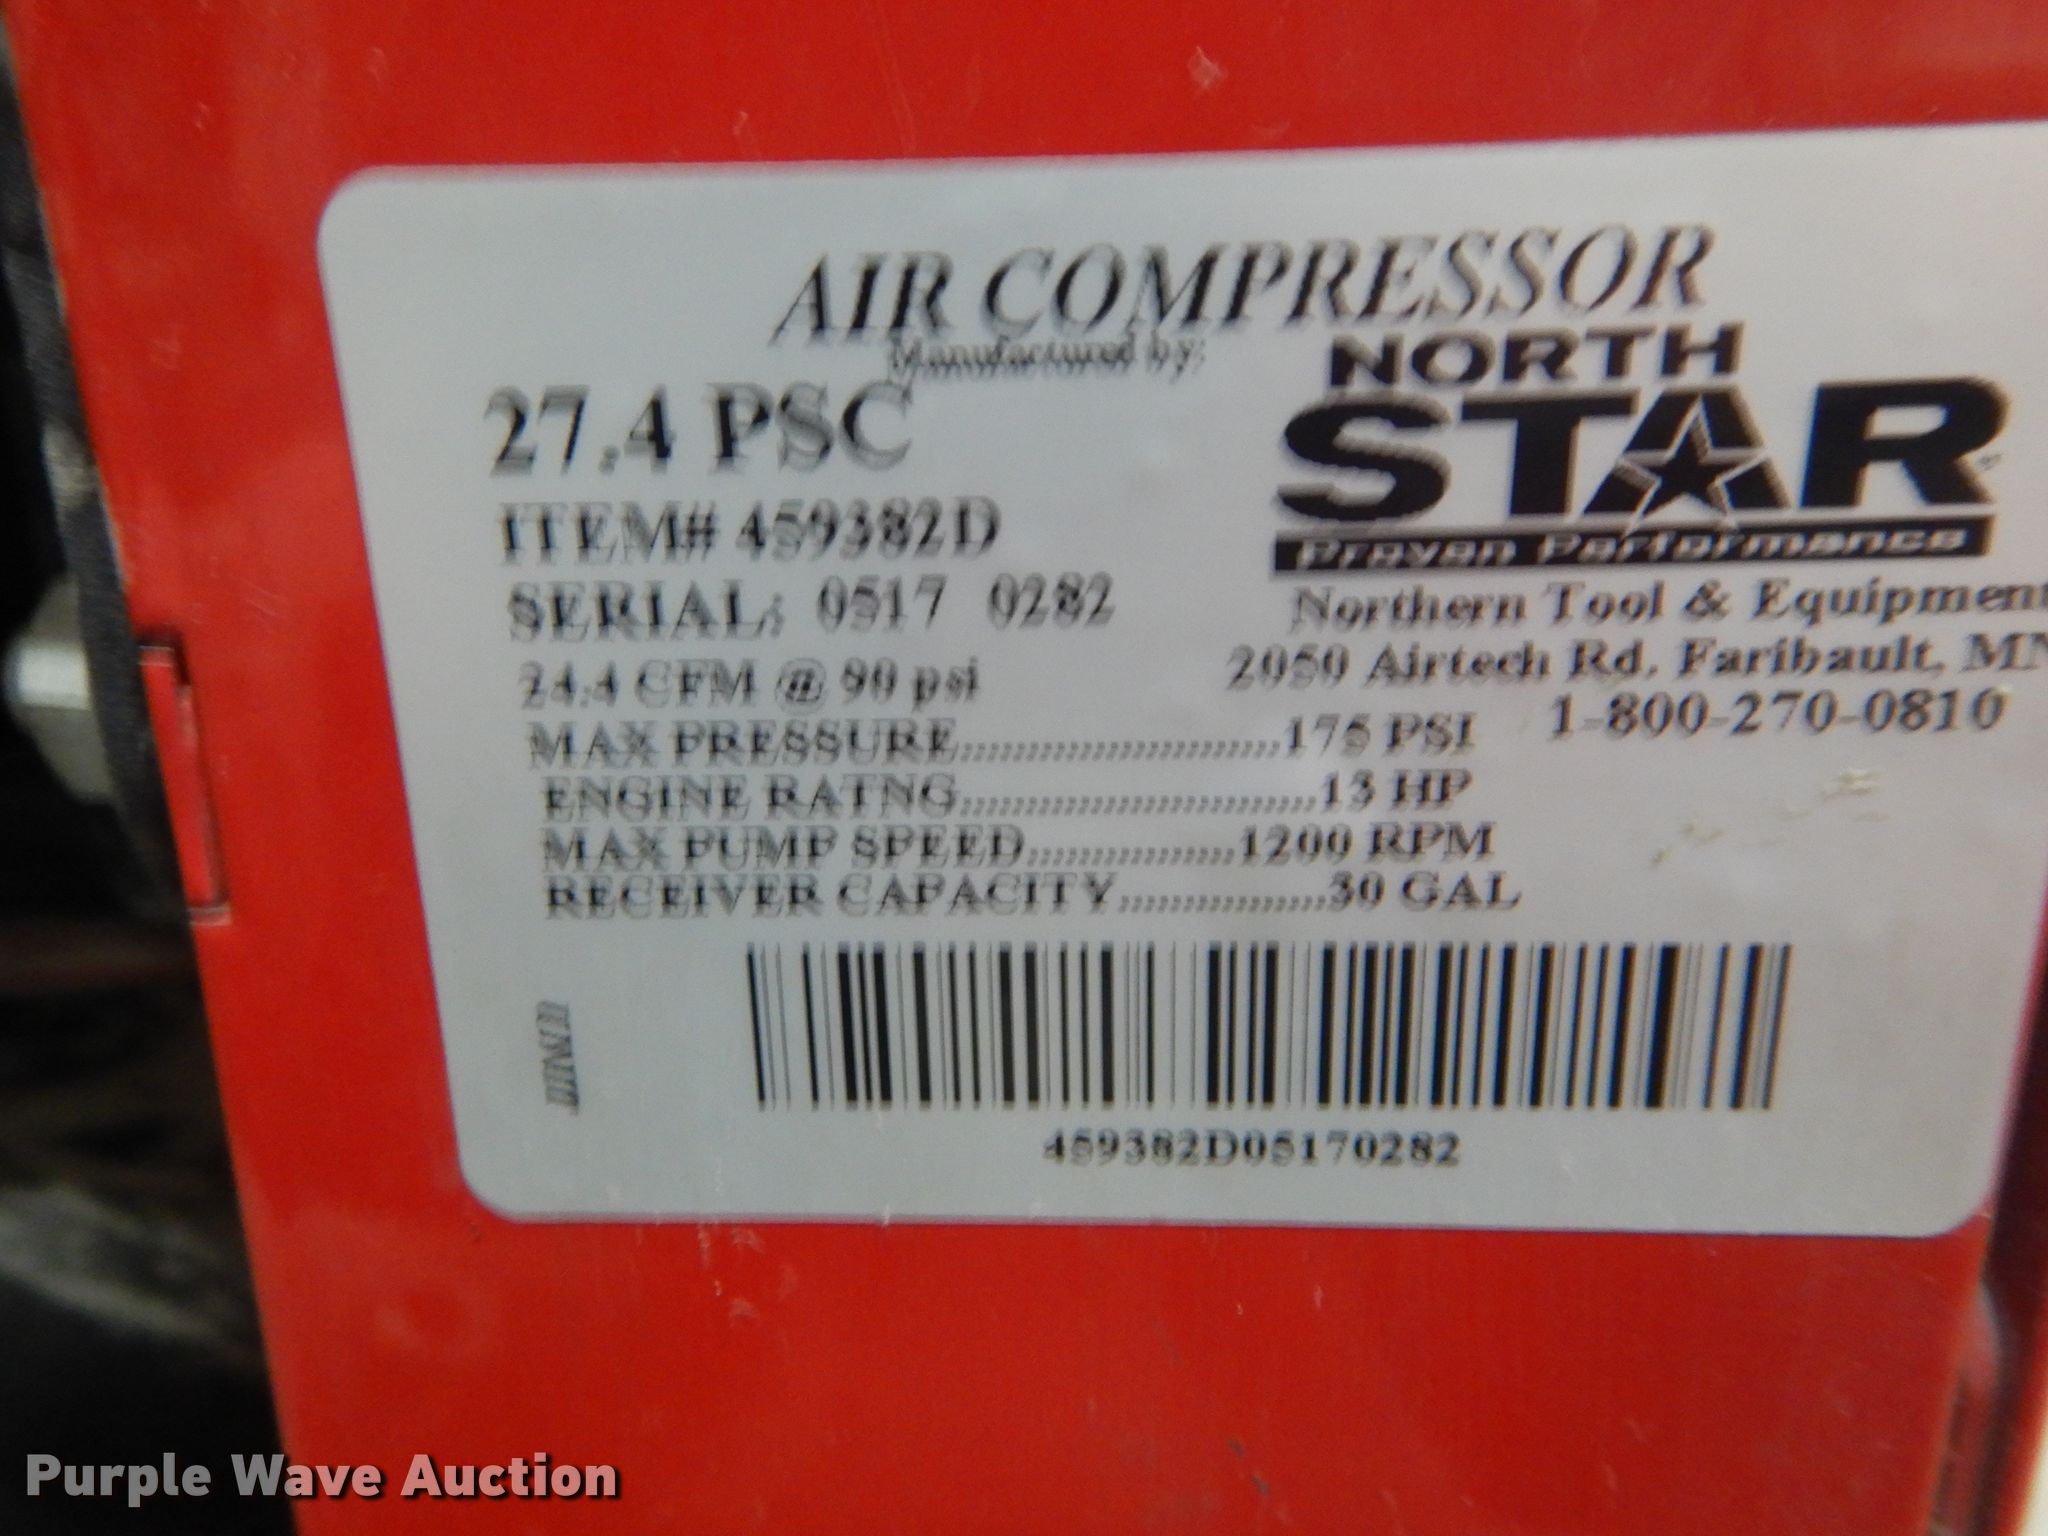 AIR COMPRESSOR
Manufactured by:
NORTH
STAR
Proven Performance
27.4 PSC
ITEM# 459382D
SERIAL: 0517 0282
24.4 CFM @ 90 psi
Northern Tool & Equipment
2050 Airtech Rd. Faribault, MN
1-800-270-0810
MAX PRESSURE..............................175 PSI
ENGINE RATNG.................................13 HP
MAX PUMP SPEED...................1200 RPM
RECEIVER CAPACITY...................30 GAL
459382D05170282
Purple Wave Auction